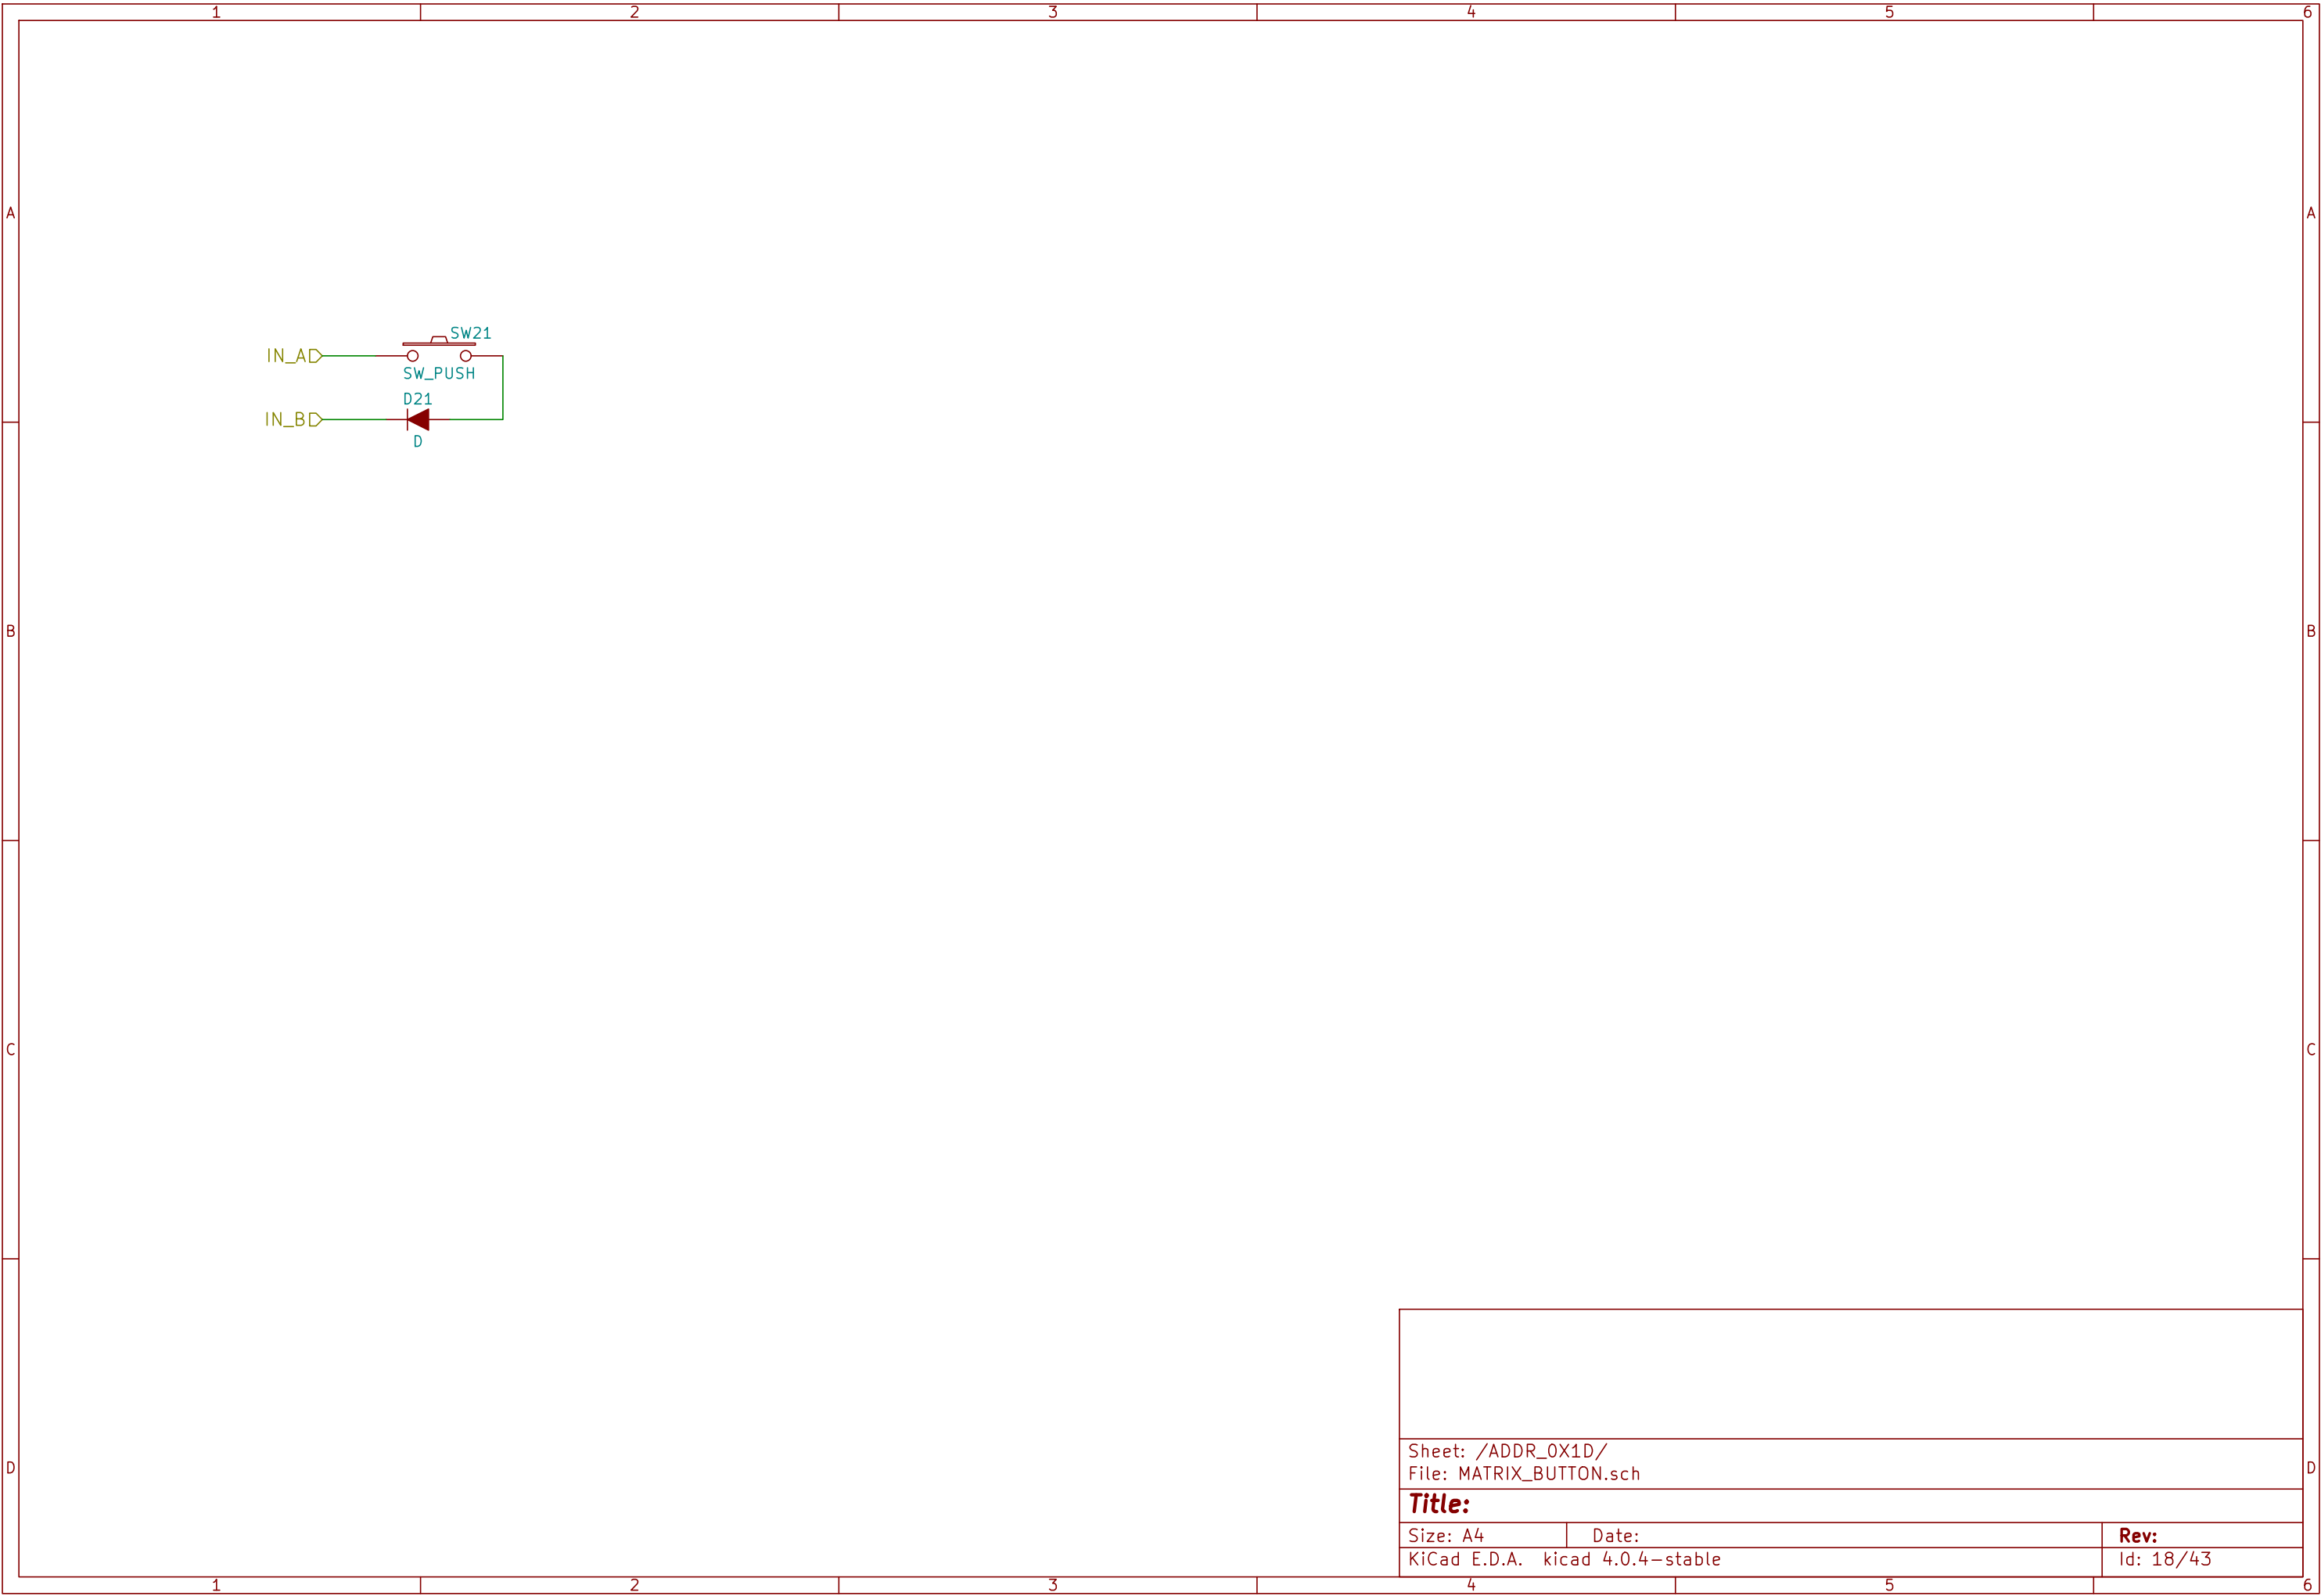 1 2 3 4 5 6
A A
SW21
IN_A
SW_PUSH
D21
IN_B
D
B B
C C
Sheet: /ADDR_0X1D/
D D
File: MATRIX_BUTTON.sch
Title:
Size: A4 Date: Rev:
KiCad E.D.A. kicad 4.0.4-stable Id: 18/43
1 2 3 4 5 6